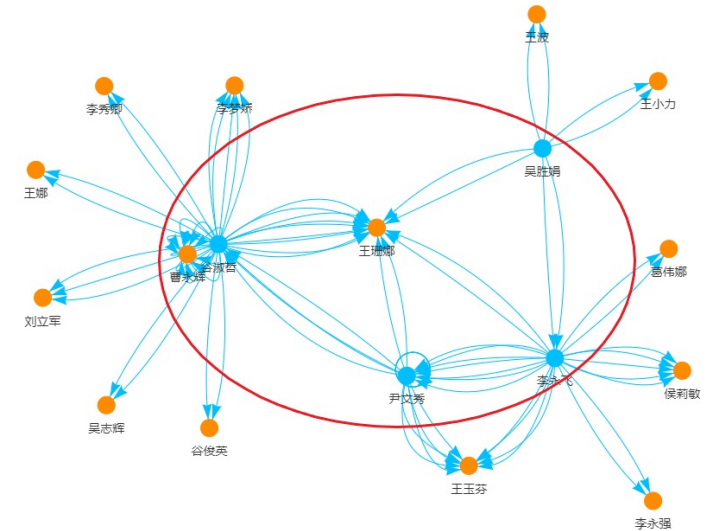 王波
王小力
李秀卿
李梦娇
吴胜娟
王娜
王珊娜
葛伟娜
谷淑哲
曹永辉
刘立军
李永飞
侯莉敏
尹文秀
吴志辉
谷俊英
王玉芬
李永强